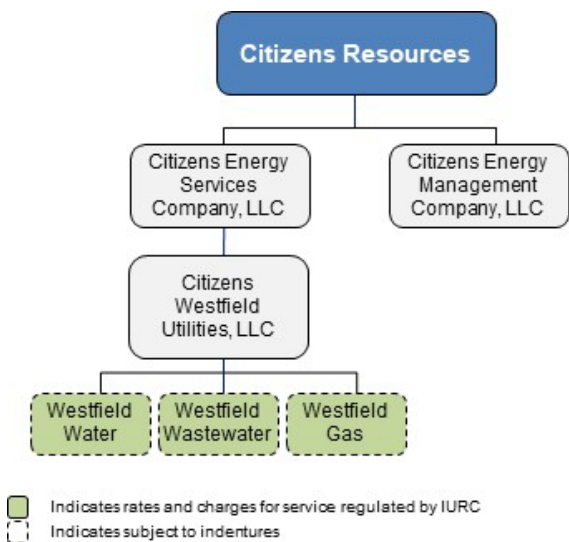 Citizens Resources
Citizens Energy
Services
Company, LLC
Citizens Energy
Management
Company, LLC
Citizens
Westfield
Utilities, LLC
Westfield
Water
Westfield
Wastewater
Westfield
Gas
Indicates rates and charges for service regulated by IURC
Indicates subject to indentures